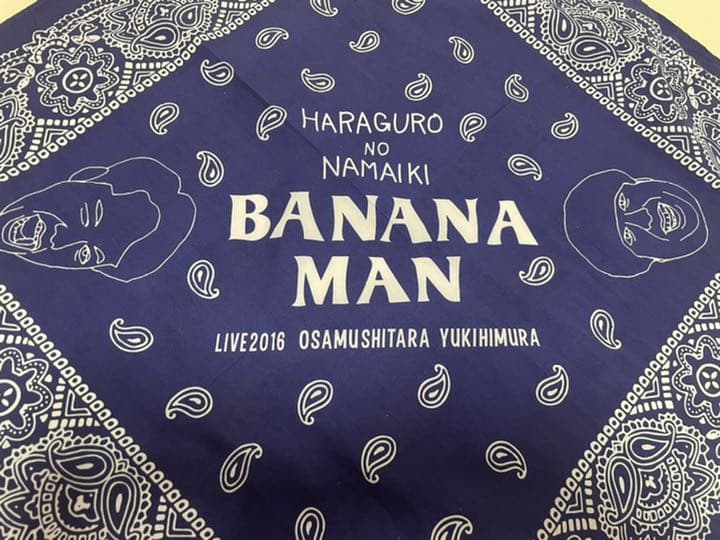 HARAGURO
NO
NAMAIKI
BANANA
MAN
LIVE2016 OSAMUSHITARA YUKIHIMURA